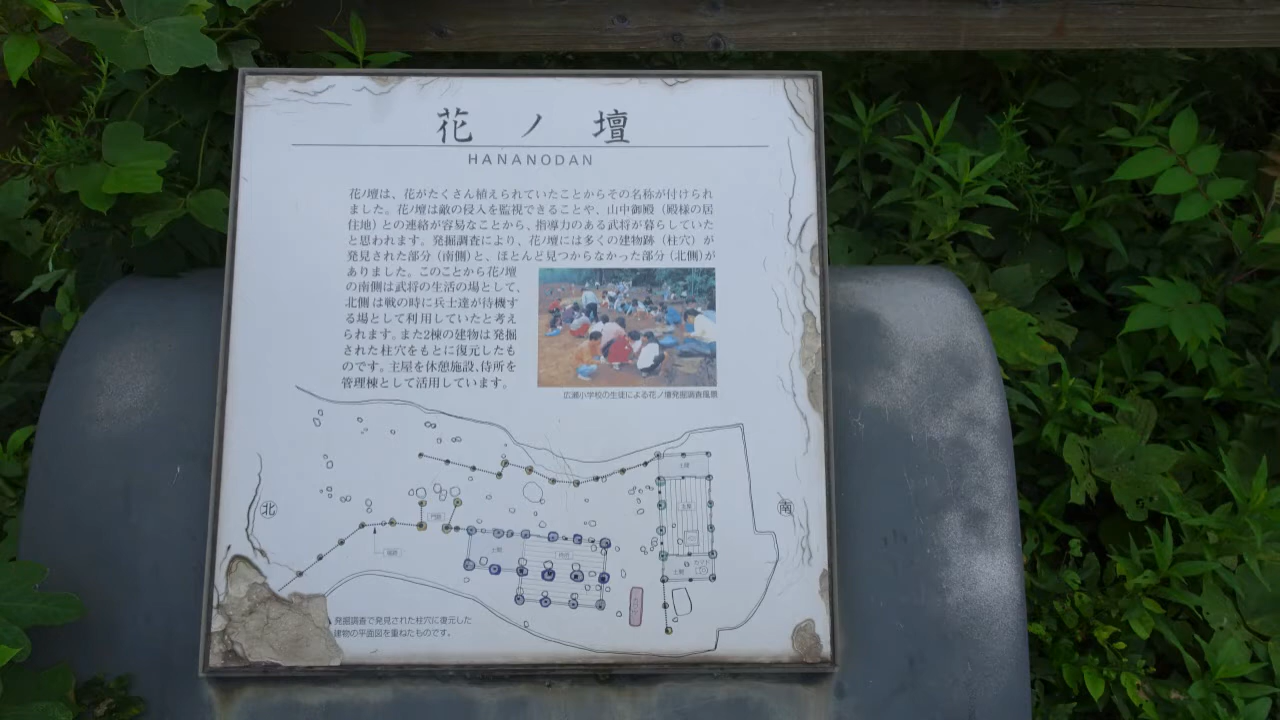 花ノ壇
HANANODAN
花ノ壇は、花がたくさん植えられていたことからその名称が付けられ
ました。花ノ壇は敵の侵入を監視できることや、山中御殿（殿様の居
住地）との連絡が容易なことから、指導力のある武将が暮らしていた
と思われます。発掘調査により、花ノ壇には多くの建物跡（柱穴）が
発見された部分（南側）と、ほとんど見つからなかった部分（北側）が
ありました。このことから花ノ壇
の南側は武将の生活の場として、
北側は戦の時に兵士達が待機す
る場として利用していたと考え
られます。また2棟の建物は発掘
された柱穴をもとに復元したも
のです。主屋を休憩施設、侍所を
管理棟として活用しています。
広瀬小学校の生徒による花ノ壇発掘調査風景
北
南
土間
主屋
土間
土間
侍所
発掘調査で発見された柱穴に復元した
建物の平面図を重ねたものです。